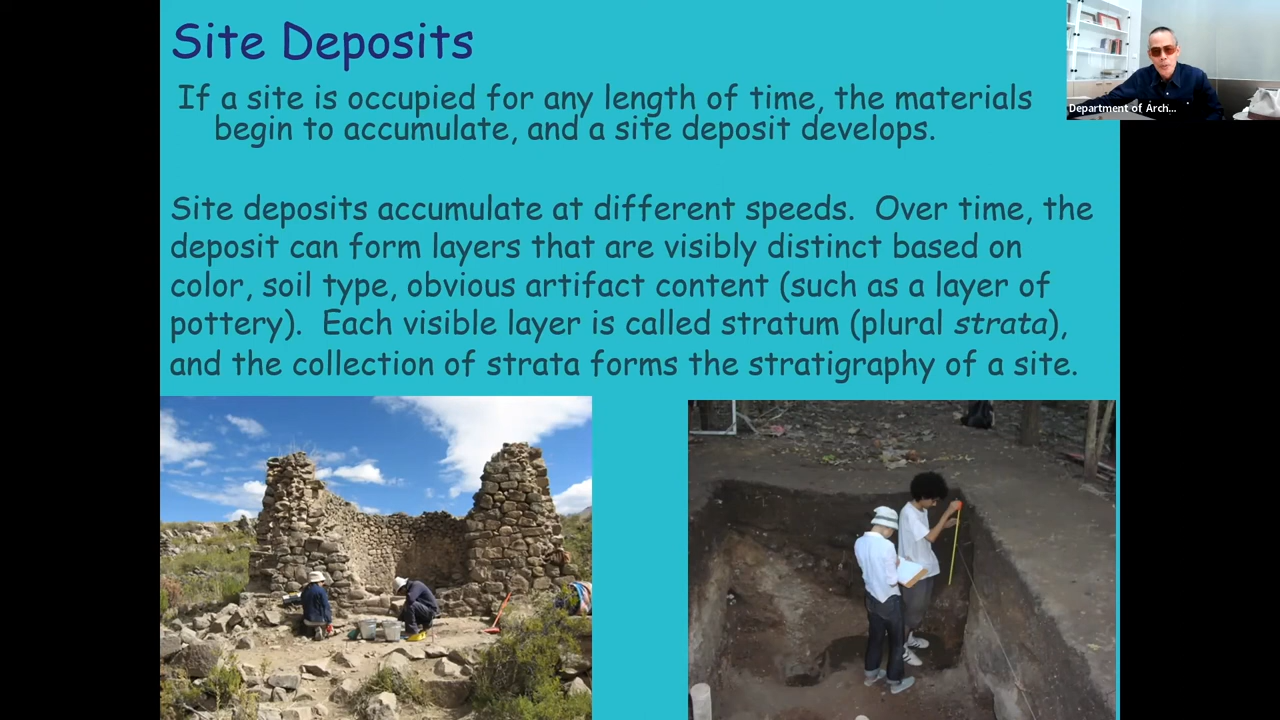 Site Deposits
If a site is occupied for any length of time, the materials
begin to accumulate, and a site deposit develops.
Site deposits accumulate at different speeds. Over time, the
deposit can form layers that are visibly distinct based on
color, soil type, obvious artifact content (such as a layer of
pottery). Each visible layer is called stratum (plural strata),
and the collection of strata forms the stratigraphy of a site.
Department of Arch...